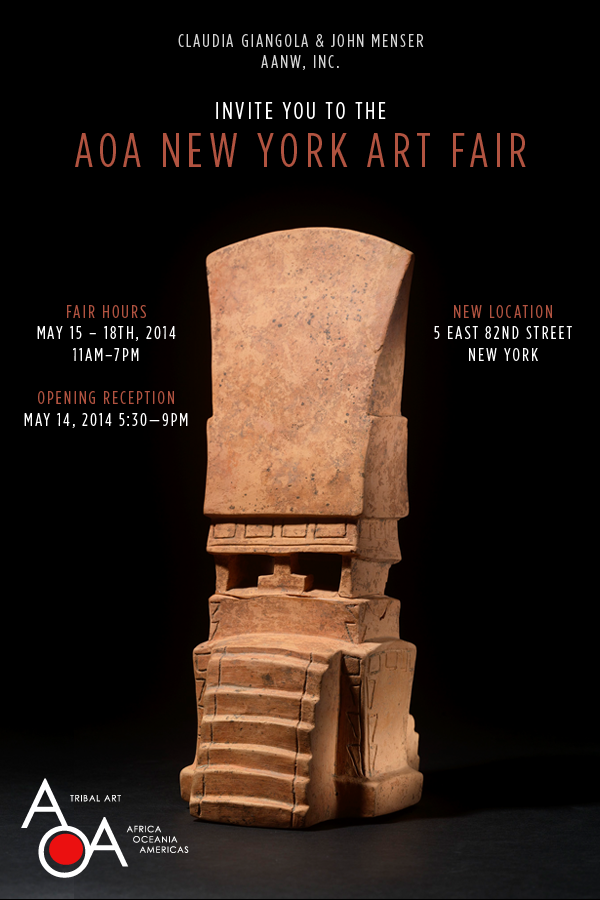 CLAUDIA GIANGOLA & JOHN MENSER
AANW, INC.
INVITE YOU TO THE
AOA NEW YORK ART FAIR
FAIR HOURS
MAY 15 – 18TH, 2014
11AM–7PM
OPENING RECEPTION
MAY 14, 2014 5:30–9PM
NEW LOCATION
5 EAST 82ND STREET
NEW YORK
AOA
TRIBAL ART
AFRICA
OCEANIA
AMERICAS